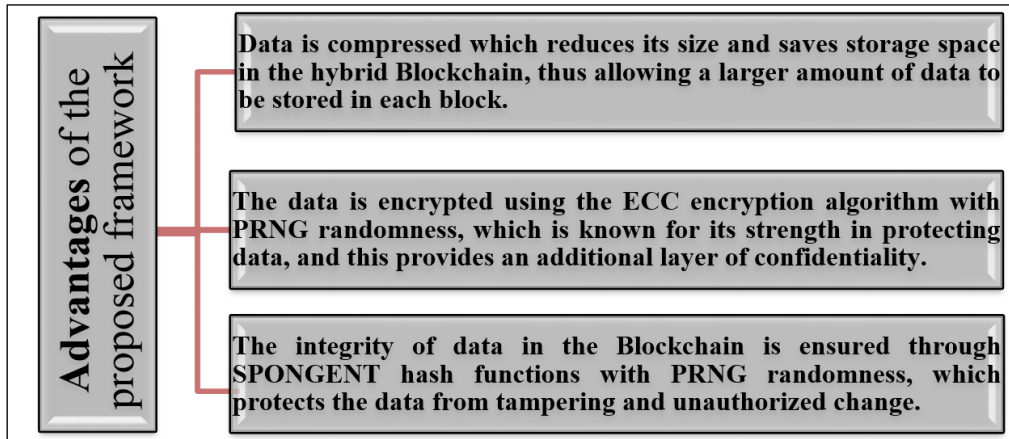 Advantages of the
proposed framework
Data is compressed which reduces its size and saves storage space
in the hybrid Blockchain, thus allowing a larger amount of data to
be stored in each block.
The data is encrypted using the ECC encryption algorithm with
PRNG randomness, which is known for its strength in protecting
data, and this provides an additional layer of confidentiality.
The integrity of data in the Blockchain is ensured through
SPONGENT hash functions with PRNG randomness, which
protects the data from tampering and unauthorized change.